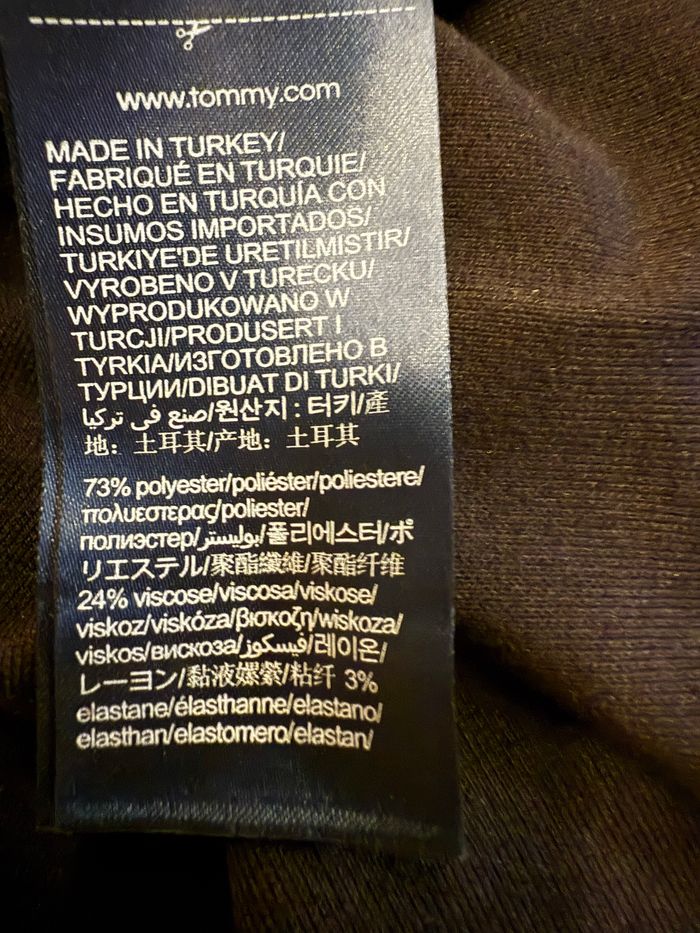 www.tommy.com
MADE IN TURKEY/
FABRIQUÉ EN TURQUIE/
HECHO EN TURQUÍA CON
INSUMOS IMPORTADOS/
TURKIYE'DE URETILMISTIR/
VYROBENO V TURECKU/
WYPRODUKOWANO W
TURCJI/PRODUSERT I
TYRKIA/ИЗГОТОВЛЕНО В
ТУРЦИИ/DIBUAT DI TURKI/
صنع في تركيا/원산지 : 터키/產
地：土耳其/产地：土耳其
73% polyester/poliéster/poliestere/
πολυεστερας/poliester/
полиэстер/بوليستر/폴리에스터/ポ
リエステル/聚酯纖維/聚酯纤维
24% viscose/viscosa/viskose/
viskoz/viskóza/βισκοζη/wiskoza/
viskos/вискоза/فيسكوز/레이온/
レーヨン/黏液嫘縈/粘纤 3%
elastane/élasthanne/elastano/
elasthan/elastomero/elastan/